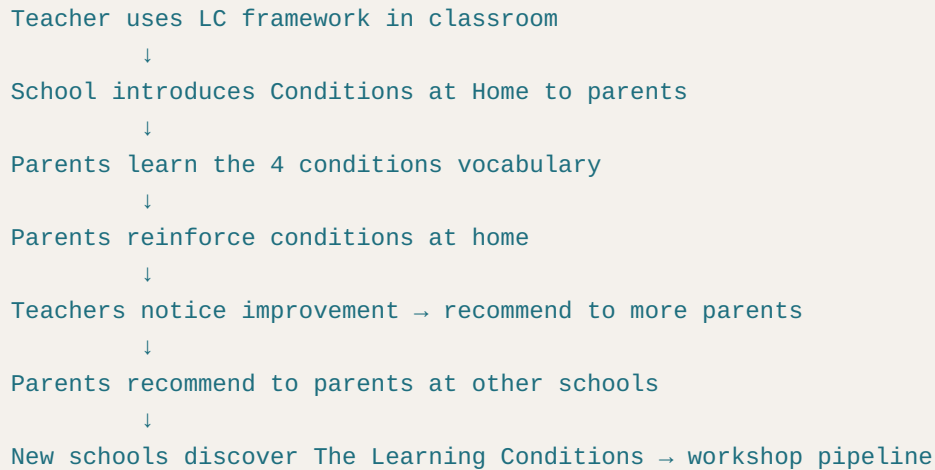 Teacher uses LC framework in classroom
↓
School introduces Conditions at Home to parents
↓
Parents learn the 4 conditions vocabulary
↓
Parents reinforce conditions at home
↓
Teachers notice improvement → recommend to more parents
↓
Parents recommend to parents at other schools
↓
New schools discover The Learning Conditions → workshop pipeline